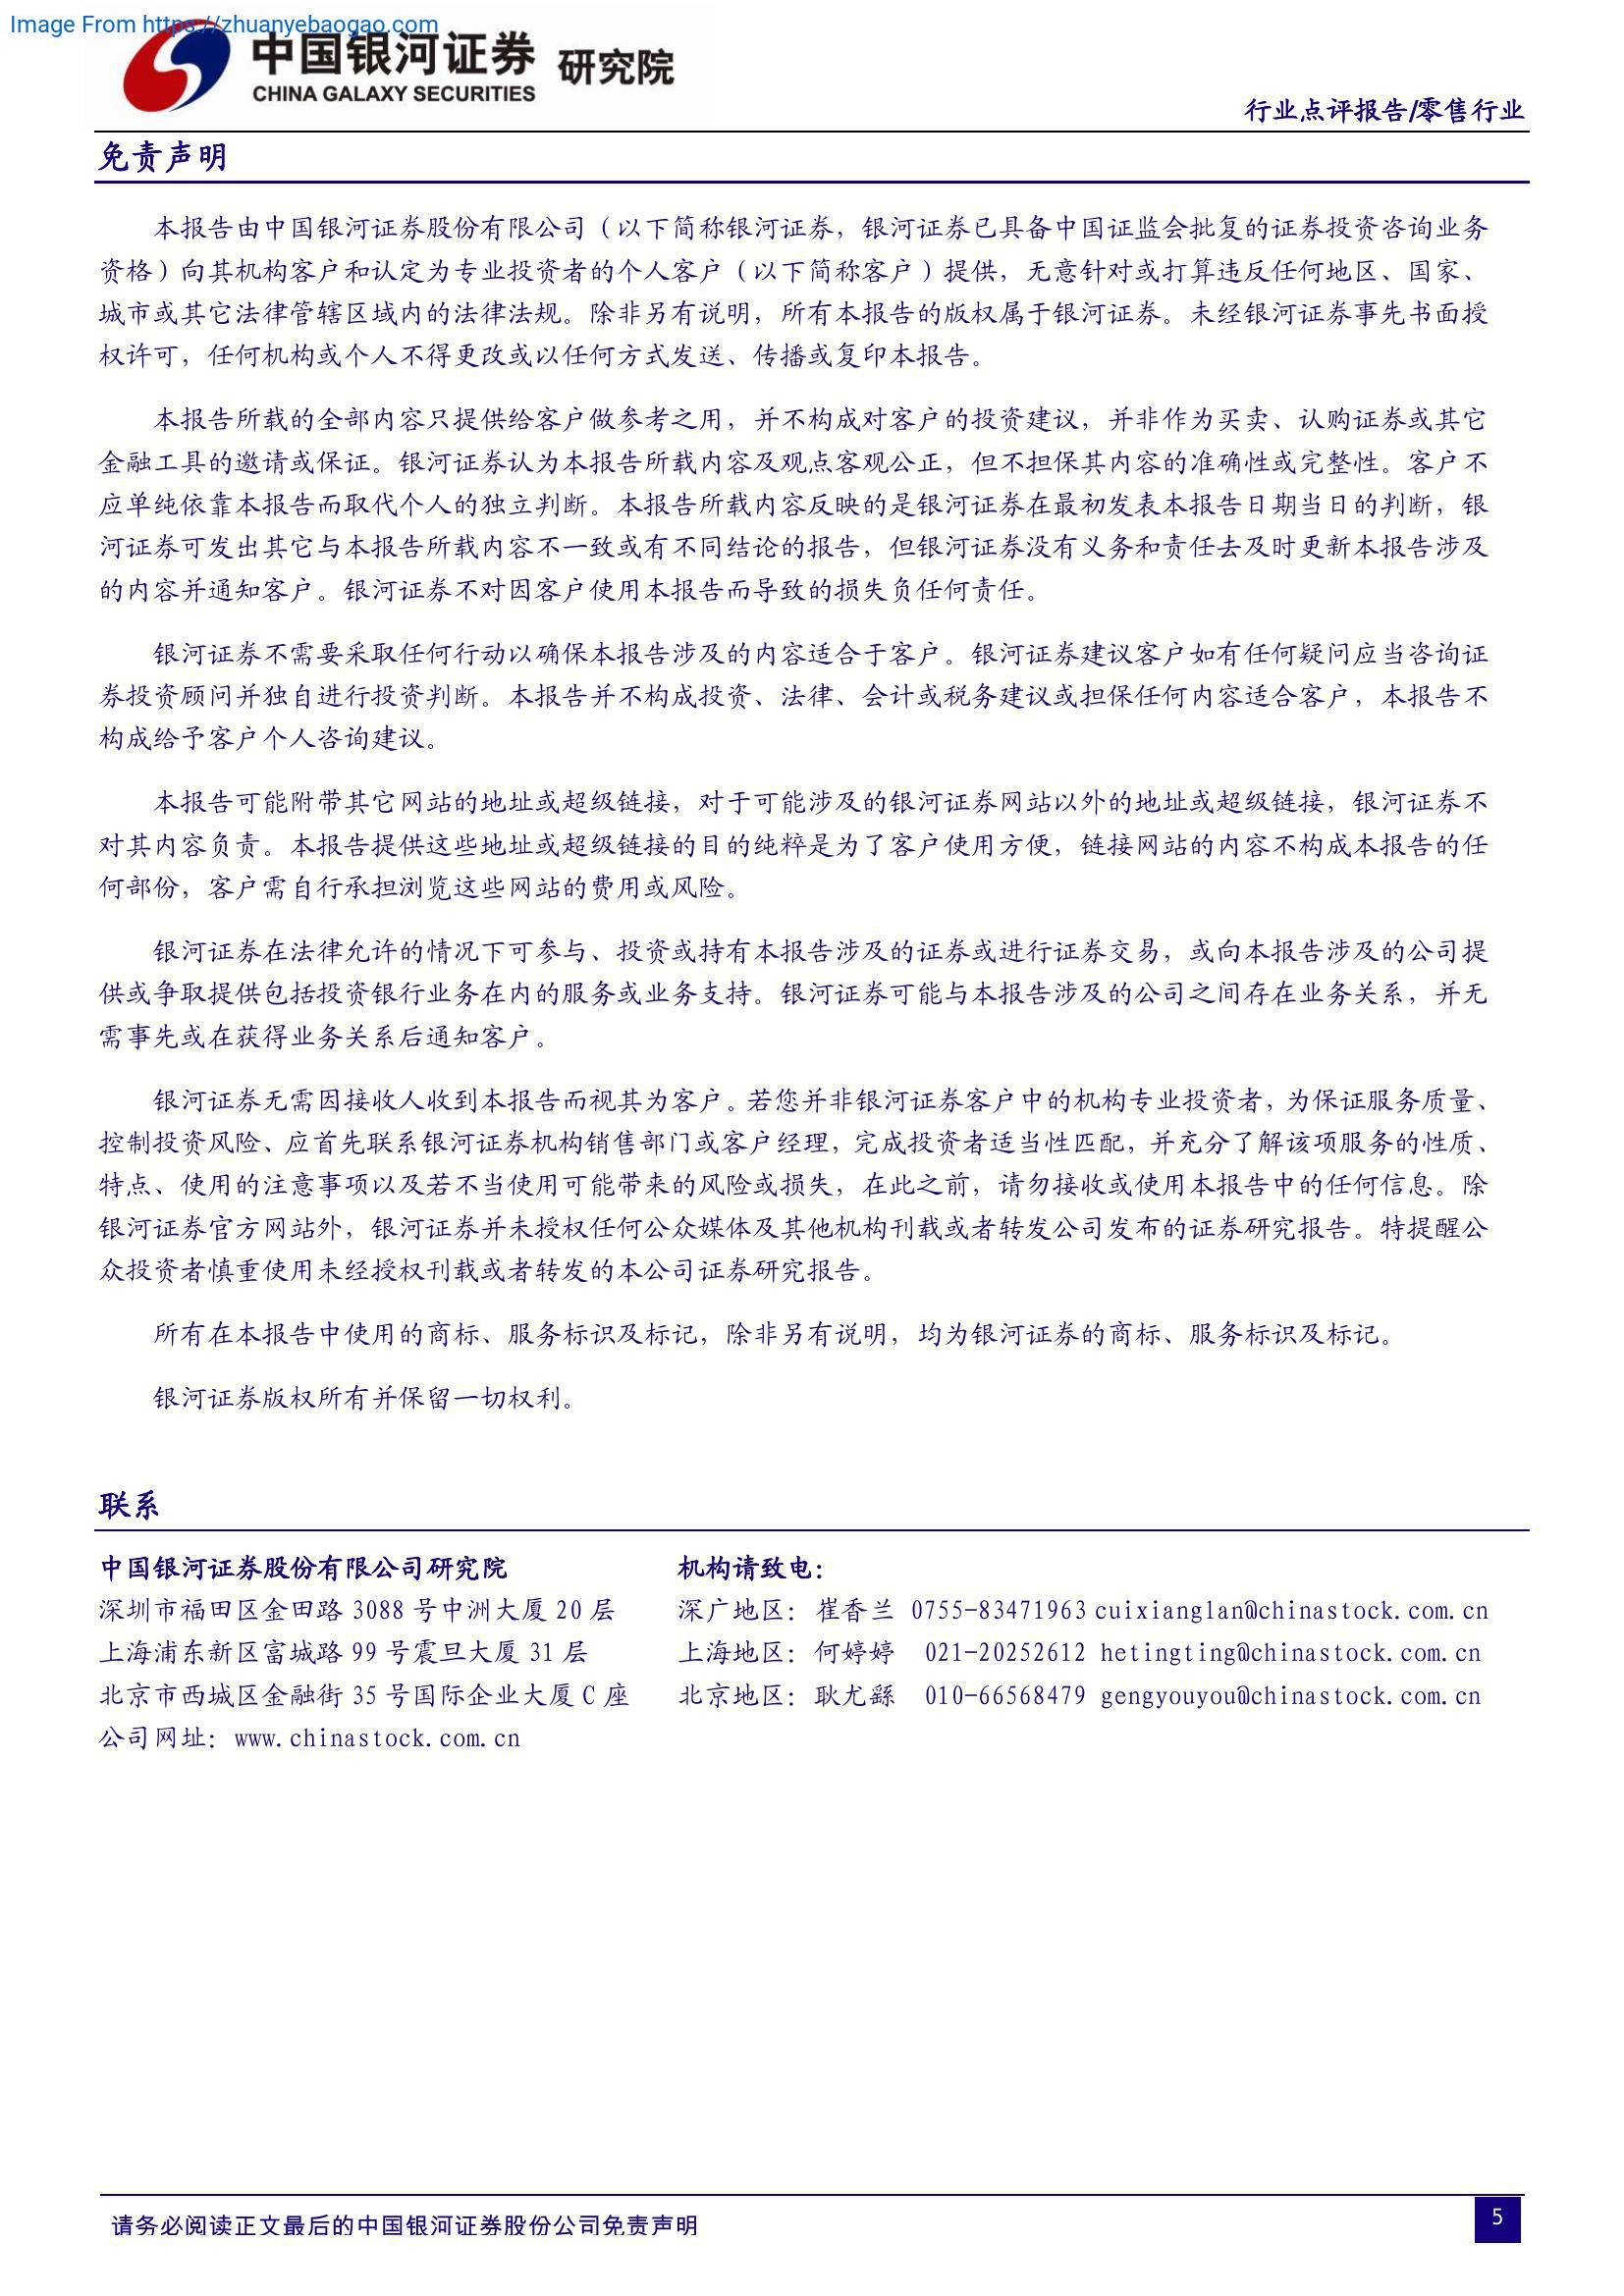 Image From https://zhuanyebaogao.com
中国银河证券 研究院
CHINA GALAXY SECURITIES
行业点评报告/零售行业
免责声明
本报告由中国银河证券股份有限公司（以下简称银河证券，银河证券已具备中国证监会批复的证券投资咨询业务
资格）向其机构客户和认定为专业投资者的个人客户（以下简称客户）提供，无意针对或打算违反任何地区、国家、
城市或其它法律管辖区域内的法律法规。除非另有说明，所有本报告的版权属于银河证券。未经银河证券事先书面授
权许可，任何机构或个人不得更改或以任何方式发送、传播或复印本报告。
本报告所载的全部内容只提供给客户做参考之用，并不构成对客户的投资建议，并非作为买卖、认购证券或其它
金融工具的邀请或保证。银河证券认为本报告所载内容及观点客观公正，但不担保其内容的准确性或完整性。客户不
应单纯依靠本报告而取代个人的独立判断。本报告所载内容反映的是银河证券在最初发表本报告日期当日的判断，银
河证券可发出其它与本报告所载内容不一致或有不同结论的报告，但银河证券没有义务和责任去及时更新本报告涉及
的内容并通知客户。银河证券不对因客户使用本报告而导致的损失负任何责任。
银河证券不需要采取任何行动以确保本报告涉及的内容适合于客户。银河证券建议客户如有任何疑问应当咨询证
券投资顾问并独自进行投资判断。本报告并不构成投资、法律、会计或税务建议或担保任何内容适合客户，本报告不
构成给予客户个人咨询建议。
本报告可能附带其它网站的地址或超级链接，对于可能涉及的银河证券网站以外的地址或超级链接，银河证券不
对其内容负责。本报告提供这些地址或超级链接的目的纯粹是为了客户使用方便，链接网站的内容不构成本报告的任
何部份，客户需自行承担浏览这些网站的费用或风险。
银河证券在法律允许的情况下可参与、投资或持有本报告涉及的证券或进行证券交易，或向本报告涉及的公司提
供或争取提供包括投资银行业务在内的服务或业务支持。银河证券可能与本报告涉及的公司之间存在业务关系，并无
需事先或在获得业务关系后通知客户。
银河证券无需因接收人收到本报告而视其为客户。若您并非银河证券客户中的机构专业投资者，为保证服务质量、
控制投资风险、应首先联系银河证券机构销售部门或客户经理，完成投资者适当性匹配，并充分了解该项服务的性质、
特点、使用的注意事项以及若不当使用可能带来的风险或损失，在此之前，请勿接收或使用本报告中的任何信息。除
银河证券官方网站外，银河证券并未授权任何公众媒体及其他机构刊载或者转发公司发布的证券研究报告。特提醒公
众投资者慎重使用未经授权刊载或者转发的本公司证券研究报告。
所有在本报告中使用的商标、服务标识及标记，除非另有说明，均为银河证券的商标、服务标识及标记。
银河证券版权所有并保留一切权利。
联系
中国银河证券股份有限公司研究院 机构请致电：
深圳市福田区金田路 3088 号中洲大厦 20 层 深广地区：崔香兰 0755-83471963 cuixianglan@chinastock.com.cn
上海浦东新区富城路 99 号震旦大厦 31 层 上海地区：何婷婷 021-20252612 hetingting@chinastock.com.cn
北京市西城区金融街 35 号国际企业大厦 C 座 北京地区：耿尤繇 010-66568479 gengyouyou@chinastock.com.cn
公司网址：www.chinastock.com.cn
请务必阅读正文最后的中国银河证券股份公司免责声明
5